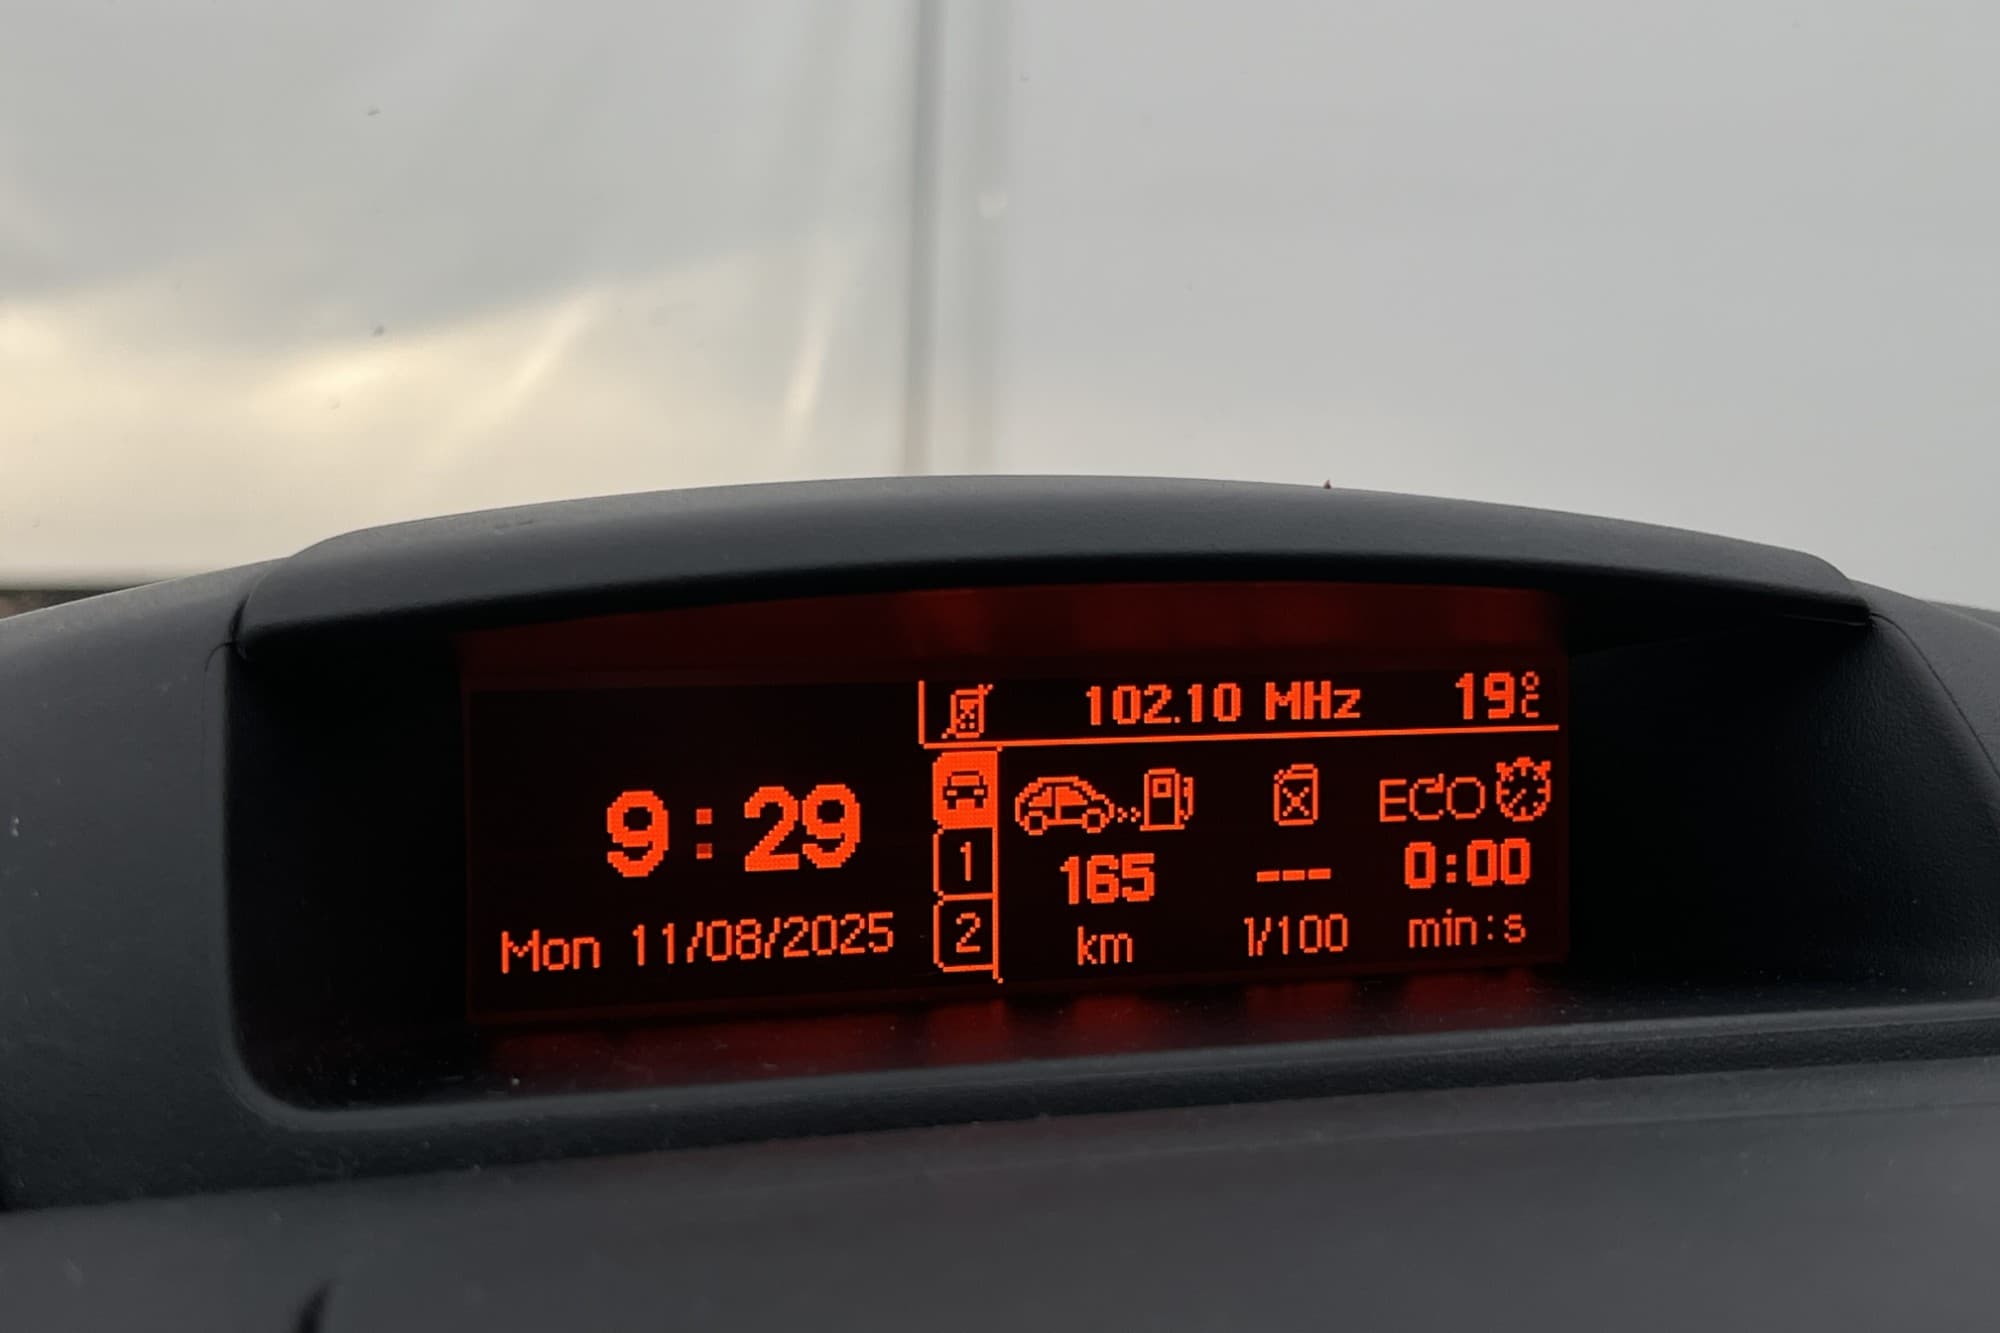 102.10 MHz 19°C
9:29
Mon 11/08/2025
1
2
ECO
165 --- 0:00
km l/100 min:s